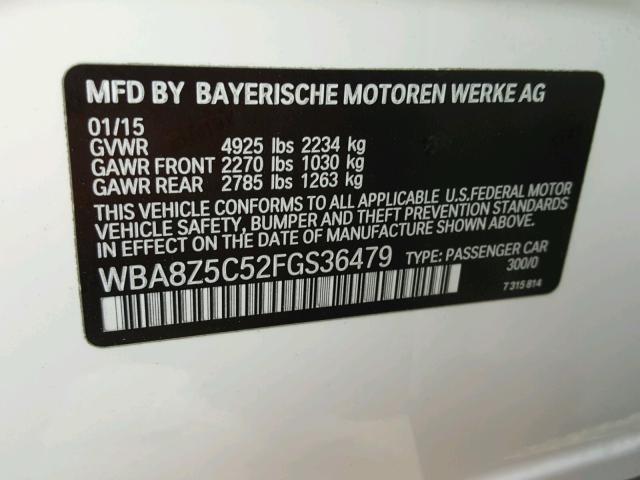 MFD BY BAYERISCHE MOTOREN WERKE AG
01/15
GVWR 4925 lbs 2234 kg
GAWR FRONT 2270 lbs 1030 kg
GAWR REAR 2785 lbs 1263 kg
THIS VEHICLE CONFORMS TO ALL APPLICABLE U.S.FEDERAL MOTOR
VEHICLE SAFETY, BUMPER AND THEFT PREVENTION STANDARDS
IN EFFECT ON THE DATE OF MANUFACTURE SHOWN ABOVE.
WBA8Z5C52FGS36479 TYPE: PASSENGER CAR
300/0
7 315 814